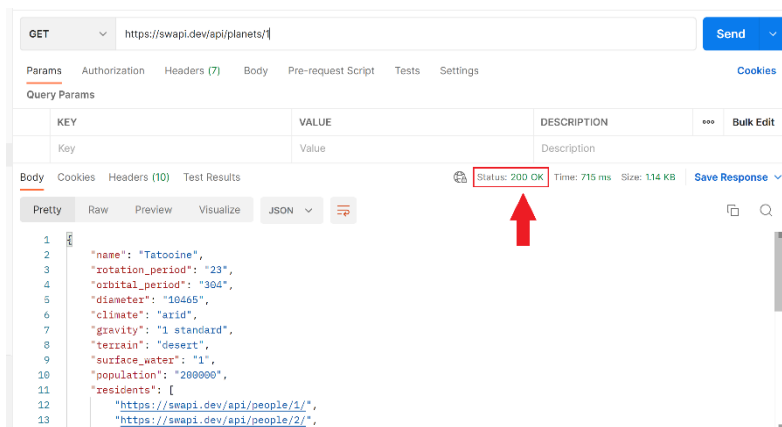 GET https://swapi.dev/api/planets/1 Send
Params Authorization Headers (7) Body Pre-request Script Tests Settings Cookies
Query Params
KEY VALUE DESCRIPTION ooo Bulk Edit
Key Value Description
Body Cookies Headers (10) Test Results Status: 200 OK Time: 715 ms Size: 1.14 KB Save Response
Pretty Raw Preview Visualize JSON
1 {
2 "name": "Tatooine",
3 "rotation_period": "23",
4 "orbital_period": "304",
5 "diameter": "10465",
6 "climate": "arid",
7 "gravity": "1 standard",
8 "terrain": "desert",
9 "surface_water": "1",
10 "population": "200000",
11 "residents": [
12 "https://swapi.dev/api/people/1/",
13 "https://swapi.dev/api/people/2/",